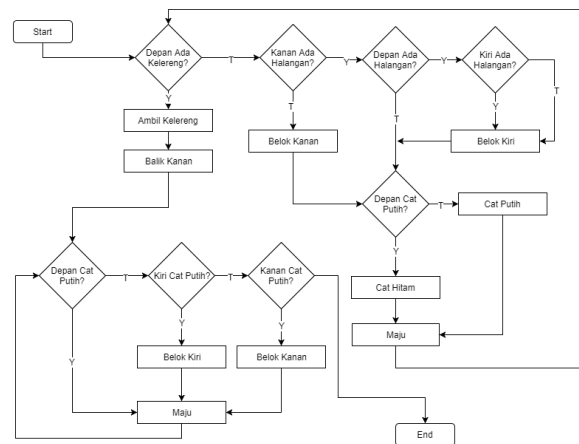 Start
Depan Ada
Kelereng?
T
Kanan Ada
Halangan?
Y
Depan Ada
Halangan?
Y
Kiri Ada
Halangan?
T
Y
T
T
Y
Ambil Kelereng
Belok Kanan
Belok Kiri
Balik Kanan
Depan Cat
Putih?
T
Cat Putih
Y
Depan Cat
Putih?
T
Kiri Cat Putih?
T
Kanan Cat
Putih?
Cat Hitam
Y
Y
Maju
Y
Belok Kiri
Belok Kanan
Maju
End